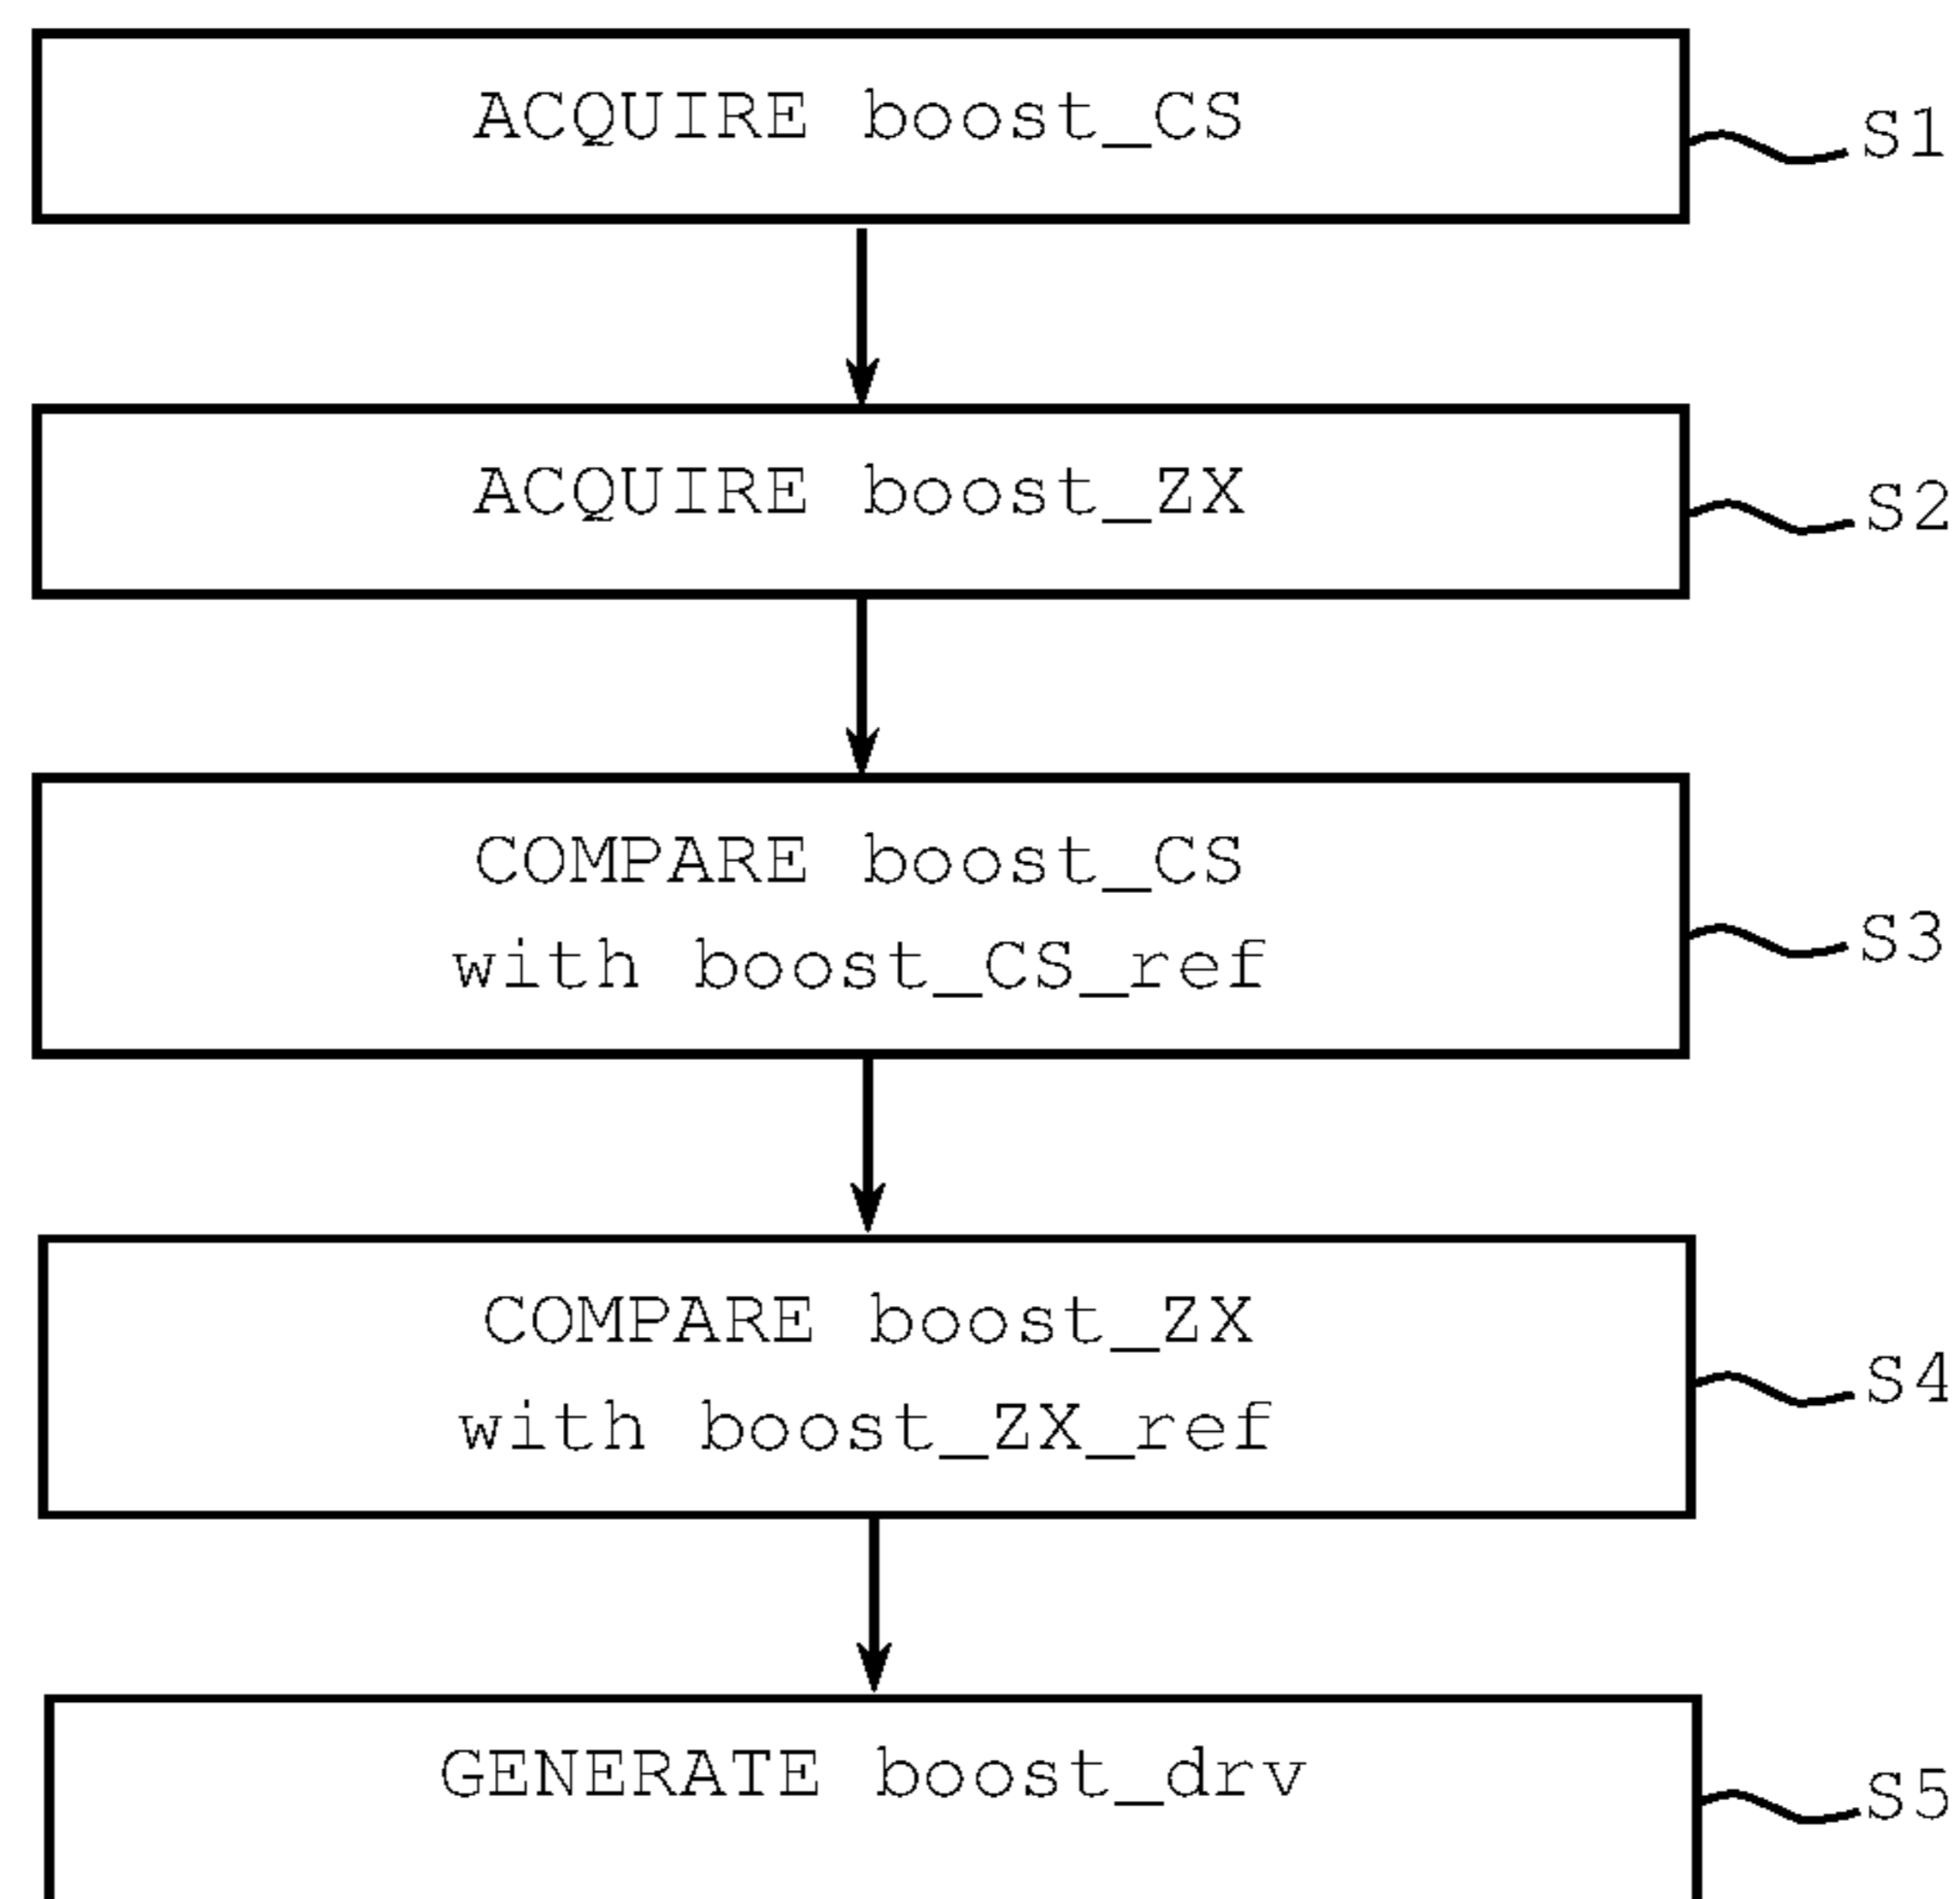 ACQUIRE boost_CS
S1
ACQUIRE boost_ZX
S2
COMPARE boost_CS
with boost_CS_ref
S3
COMPARE boost_ZX
with boost_ZX_ref
S4
GENERATE boost_drv
S5